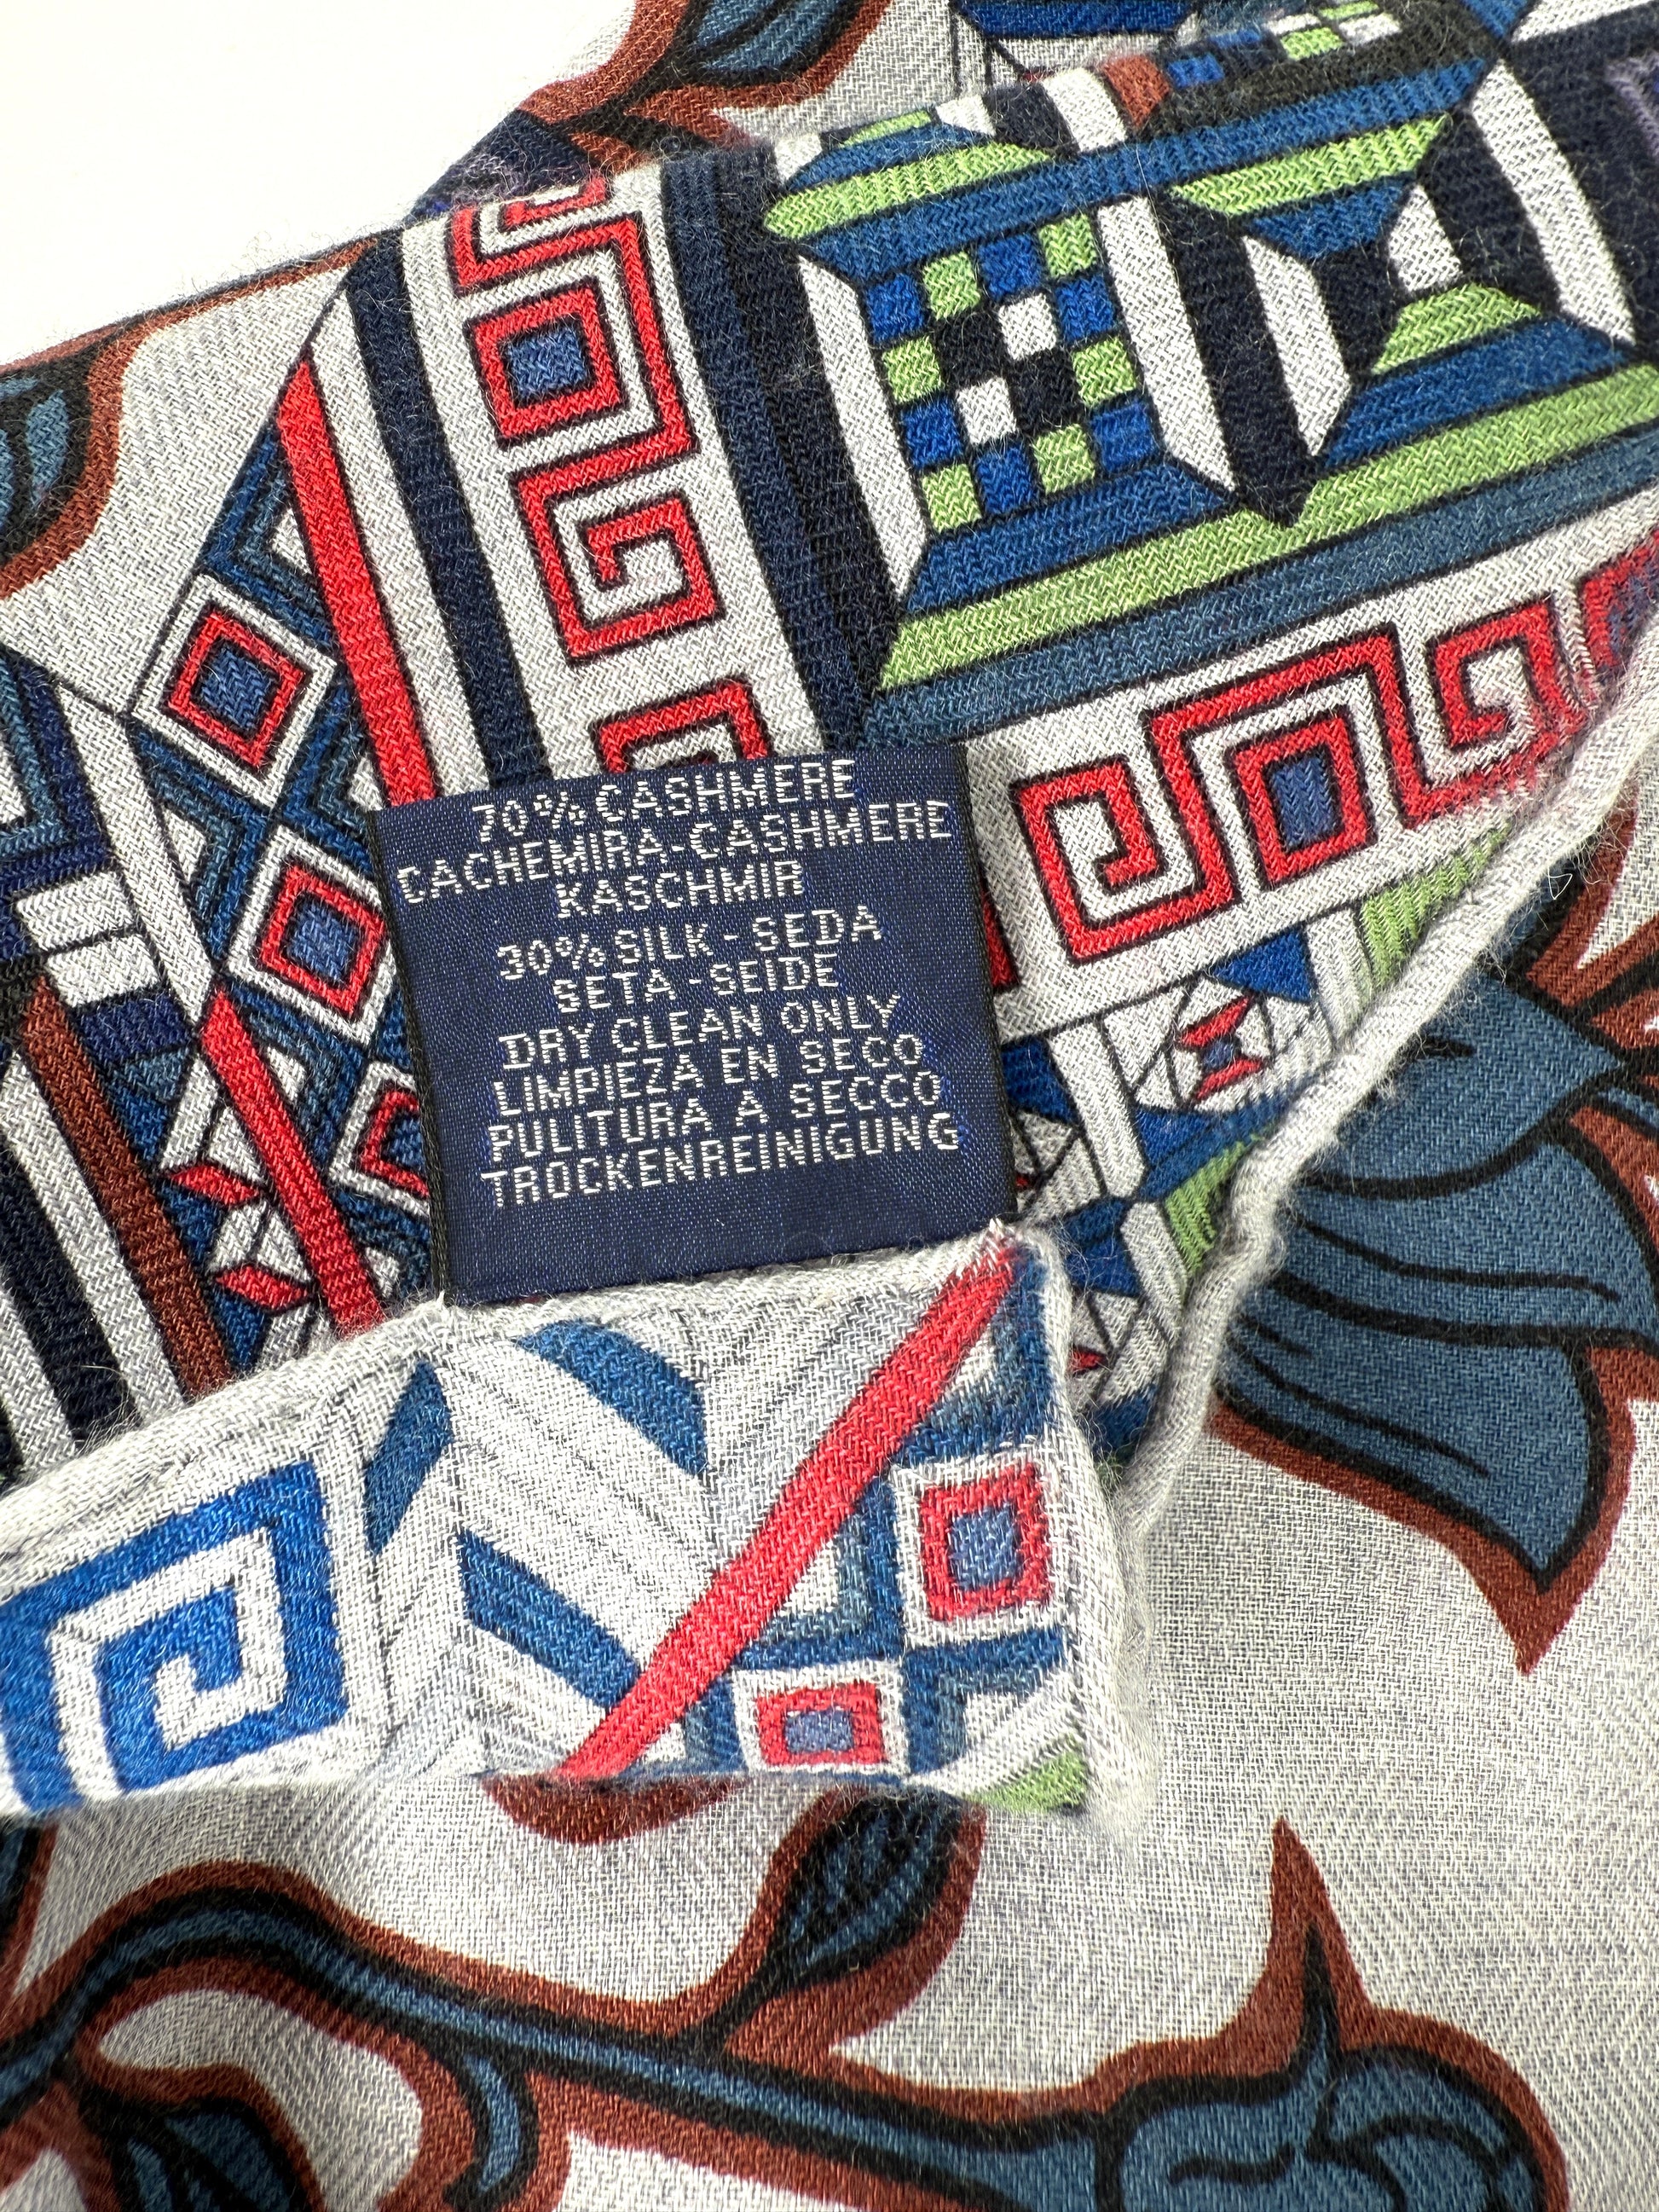 70% CASHMERE
CACHEMIRA-CASHMERE
KASCHMIR
30% SILK - SEDA
SETA - SEIDE
DRY CLEAN ONLY
LIMPIEZA EN SECO
PULITURA A SECCO
TROCKENREINIGUNG